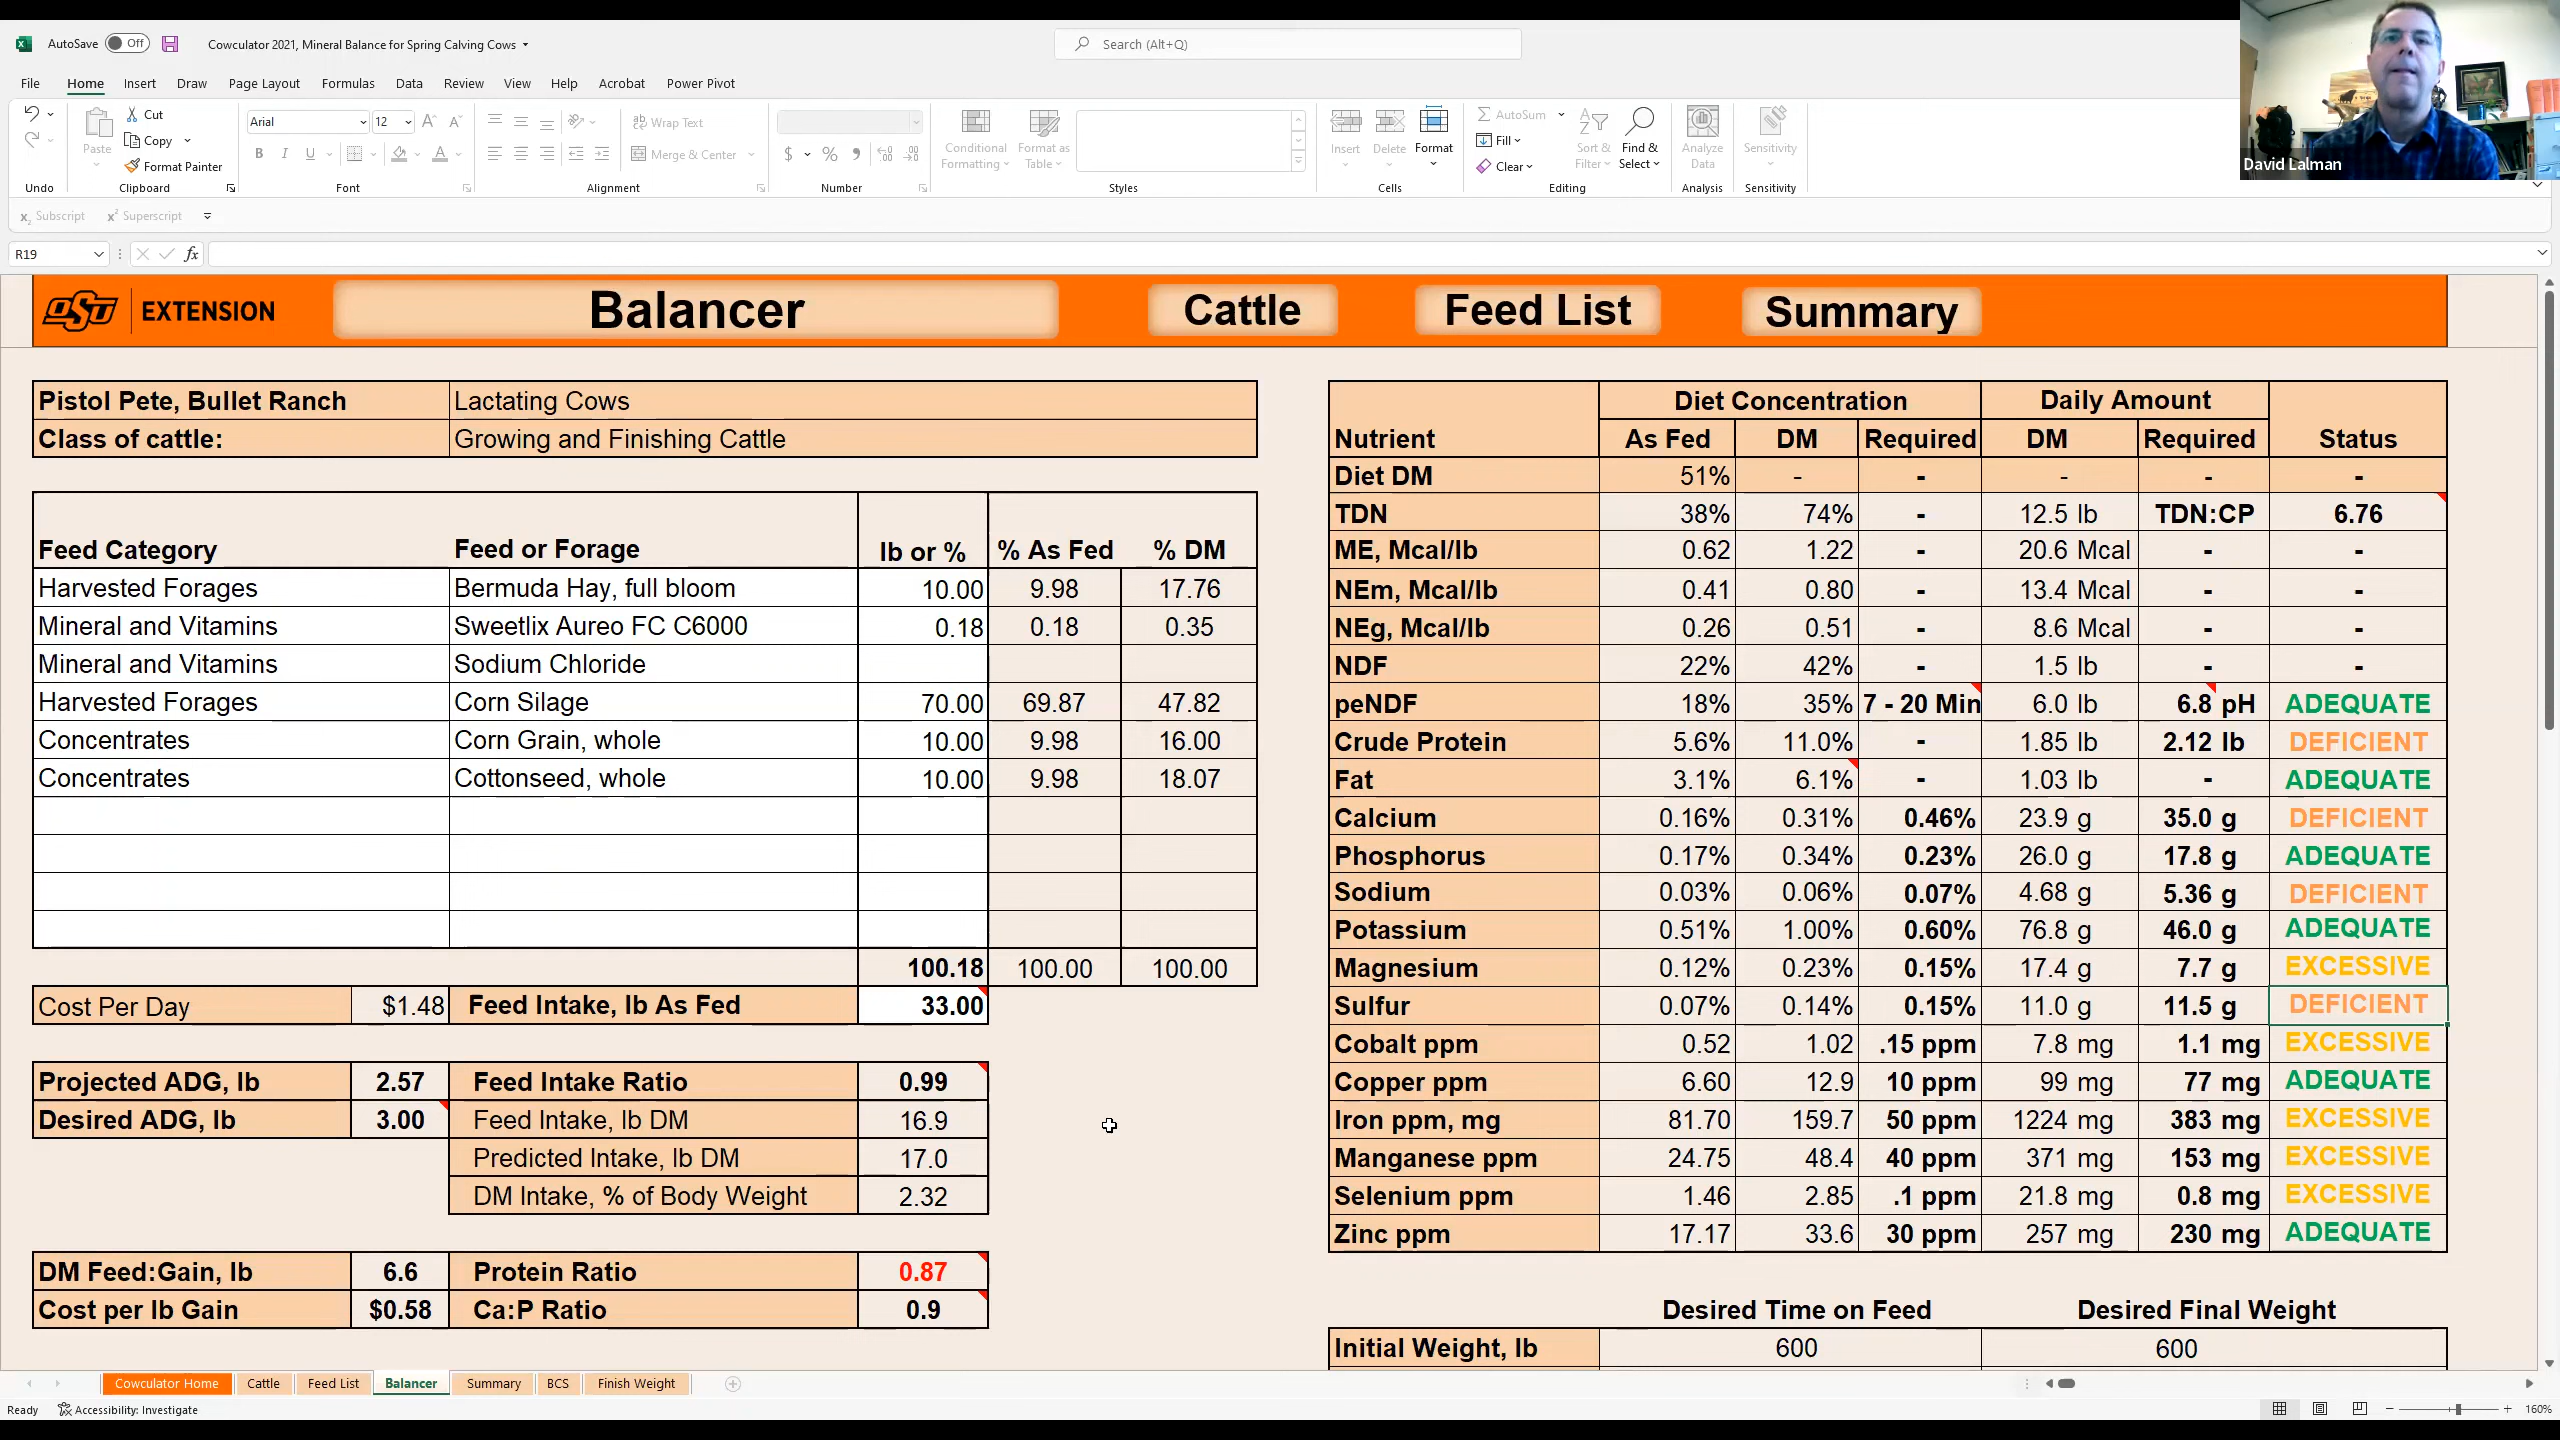 AutoSave Off Cowculator 2021, Mineral Balance for Spring Calving Cows Search (Alt+Q)
David Lalman
File Home Insert Draw Page Layout Formulas Data Review View Help Acrobat Power Pivot
Undo
Paste Cut
Copy
Format Painter
Clipboard
Arial 12
B I U
Font
Wrap Text
Merge & Center
Alignment
$ % ,
Number
Conditional Formatting Format as Table
Styles
Insert Delete Format
Cells
AutoSum
Fill
Clear
Sort & Filter Find & Select
Editing
Analyze Data
Analysis
Sensitivity
Sensitivity
Subscript Superscript
R19 fx
OSU EXTENSION Balancer Cattle Feed List Summary
Pistol Pete, Bullet Ranch Lactating Cows
Class of cattle: Growing and Finishing Cattle
Feed Category Feed or Forage lb or % % As Fed % DM
Harvested Forages Bermuda Hay, full bloom 10.00 9.98 17.76
Mineral and Vitamins Sweetlix Aureo FC C6000 0.18 0.18 0.35
Mineral and Vitamins Sodium Chloride
Harvested Forages Corn Silage 70.00 69.87 47.82
Concentrates Corn Grain, whole 10.00 9.98 16.00
Concentrates Cottonseed, whole 10.00 9.98 18.07
100.18 100.00 100.00
Cost Per Day $1.48 Feed Intake, lb As Fed 33.00
Projected ADG, lb 2.57 Feed Intake Ratio 0.99
Desired ADG, lb 3.00 Feed Intake, lb DM 16.9
Predicted Intake, lb DM 17.0
DM Intake, % of Body Weight 2.32
DM Feed:Gain, lb 6.6 Protein Ratio 0.87
Cost per lb Gain $0.58 Ca:P Ratio 0.9
Diet Concentration Daily Amount
Nutrient As Fed DM Required DM Required Status
Diet DM 51% - - - - -
TDN 38% 74% - 12.5 lb TDN:CP 6.76
ME, Mcal/lb 0.62 1.22 - 20.6 Mcal - -
NEm, Mcal/lb 0.41 0.80 - 13.4 Mcal - -
NEg, Mcal/lb 0.26 0.51 - 8.6 Mcal - -
NDF 22% 42% - 1.5 lb - -
peNDF 18% 35% 7 - 20 Min 6.0 lb 6.8 pH ADEQUATE
Crude Protein 5.6% 11.0% - 1.85 lb 2.12 lb DEFICIENT
Fat 3.1% 6.1% - 1.03 lb - ADEQUATE
Calcium 0.16% 0.31% 0.46% 23.9 g 35.0 g DEFICIENT
Phosphorus 0.17% 0.34% 0.23% 26.0 g 17.8 g ADEQUATE
Sodium 0.03% 0.06% 0.07% 4.68 g 5.36 g DEFICIENT
Potassium 0.51% 1.00% 0.60% 76.8 g 46.0 g ADEQUATE
Magnesium 0.12% 0.23% 0.15% 17.4 g 7.7 g EXCESSIVE
Sulfur 0.07% 0.14% 0.15% 11.0 g 11.5 g DEFICIENT
Cobalt ppm 0.52 1.02 .15 ppm 7.8 mg 1.1 mg EXCESSIVE
Copper ppm 6.60 12.9 10 ppm 99 mg 77 mg ADEQUATE
Iron ppm, mg 81.70 159.7 50 ppm 1224 mg 383 mg EXCESSIVE
Manganese ppm 24.75 48.4 40 ppm 371 mg 153 mg EXCESSIVE
Selenium ppm 1.46 2.85 .1 ppm 21.8 mg 0.8 mg EXCESSIVE
Zinc ppm 17.17 33.6 30 ppm 257 mg 230 mg ADEQUATE
Desired Time on Feed Desired Final Weight
Initial Weight, lb 600 600
Cowculator Home Cattle Feed List Balancer Summary BCS Finish Weight
Ready Accessibility: Investigate 160%